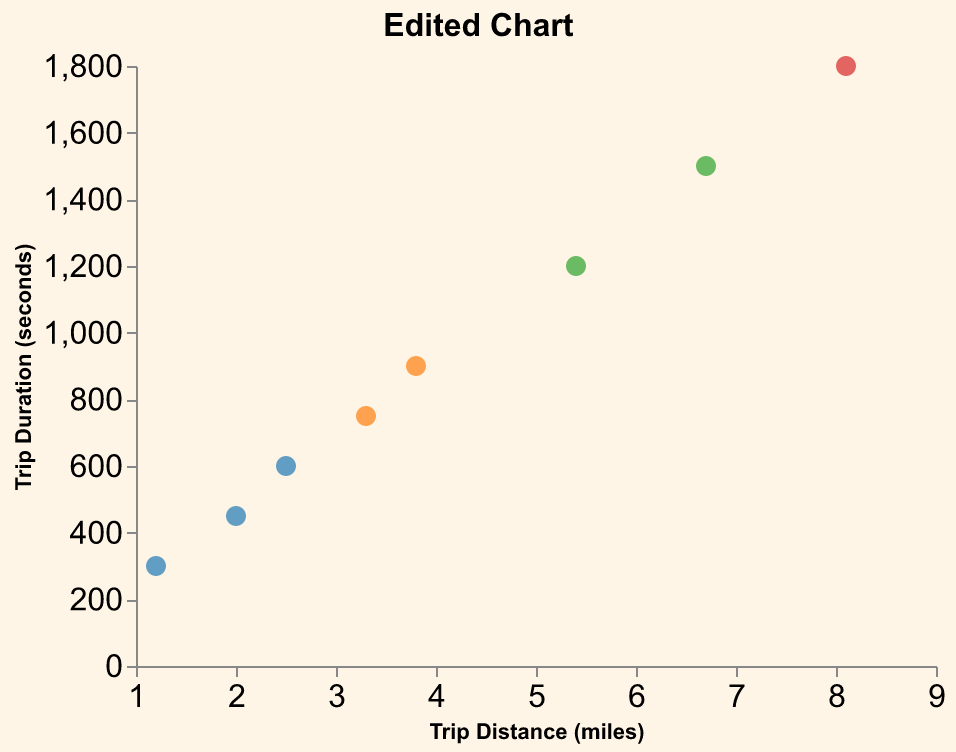 Edited Chart
1,800
1,600
1,400
1,200
1,000
800
600
400
200
0
Trip Duration (seconds)
1 2 3 4 5 6 7 8 9
Trip Distance (miles)